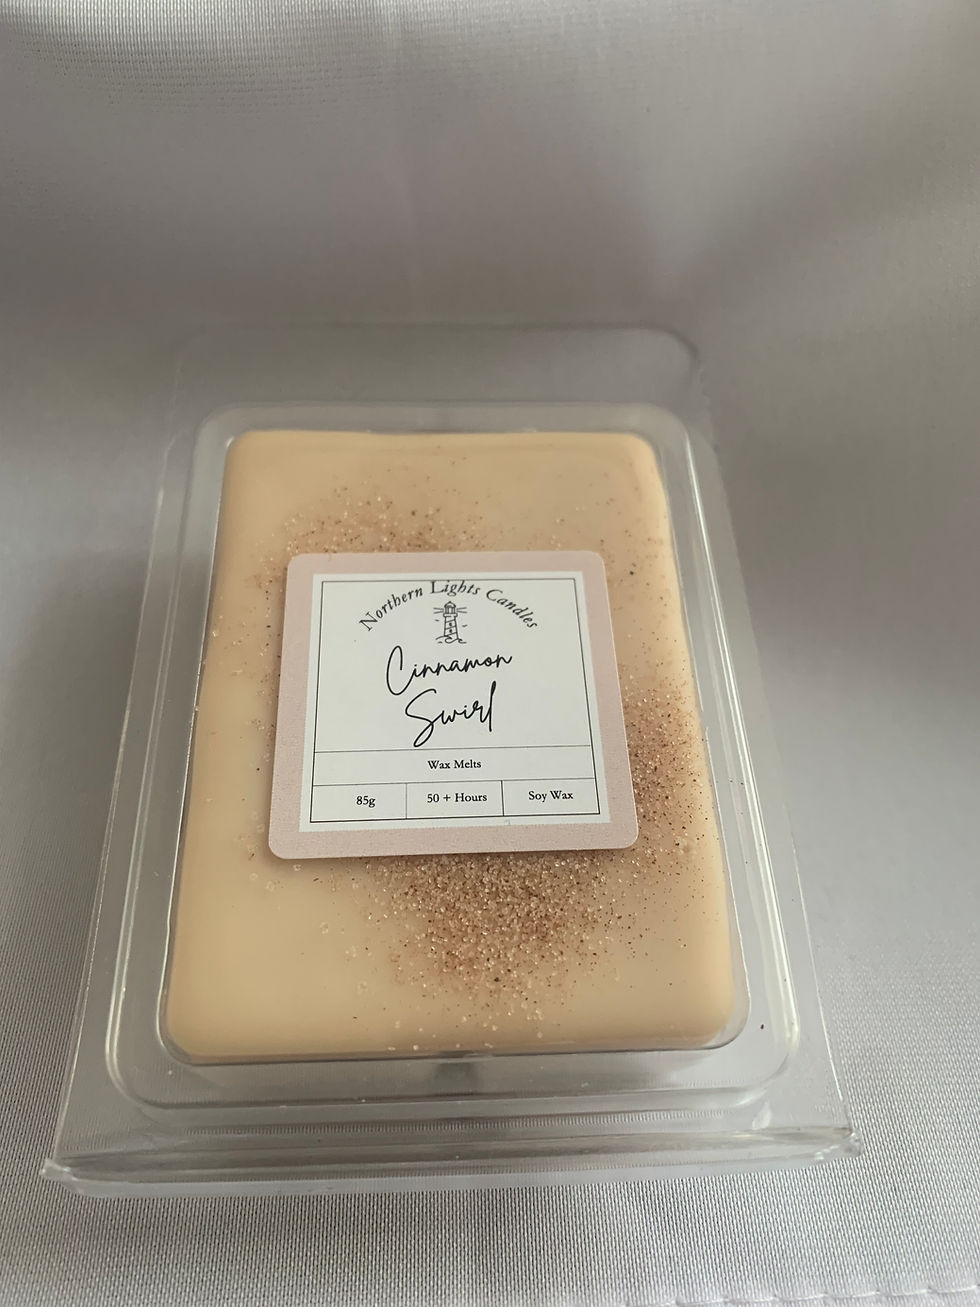 Northern Lights Candles
Cinnamon
Swirl
Wax Melts
85g
50 + Hours
Soy Wax